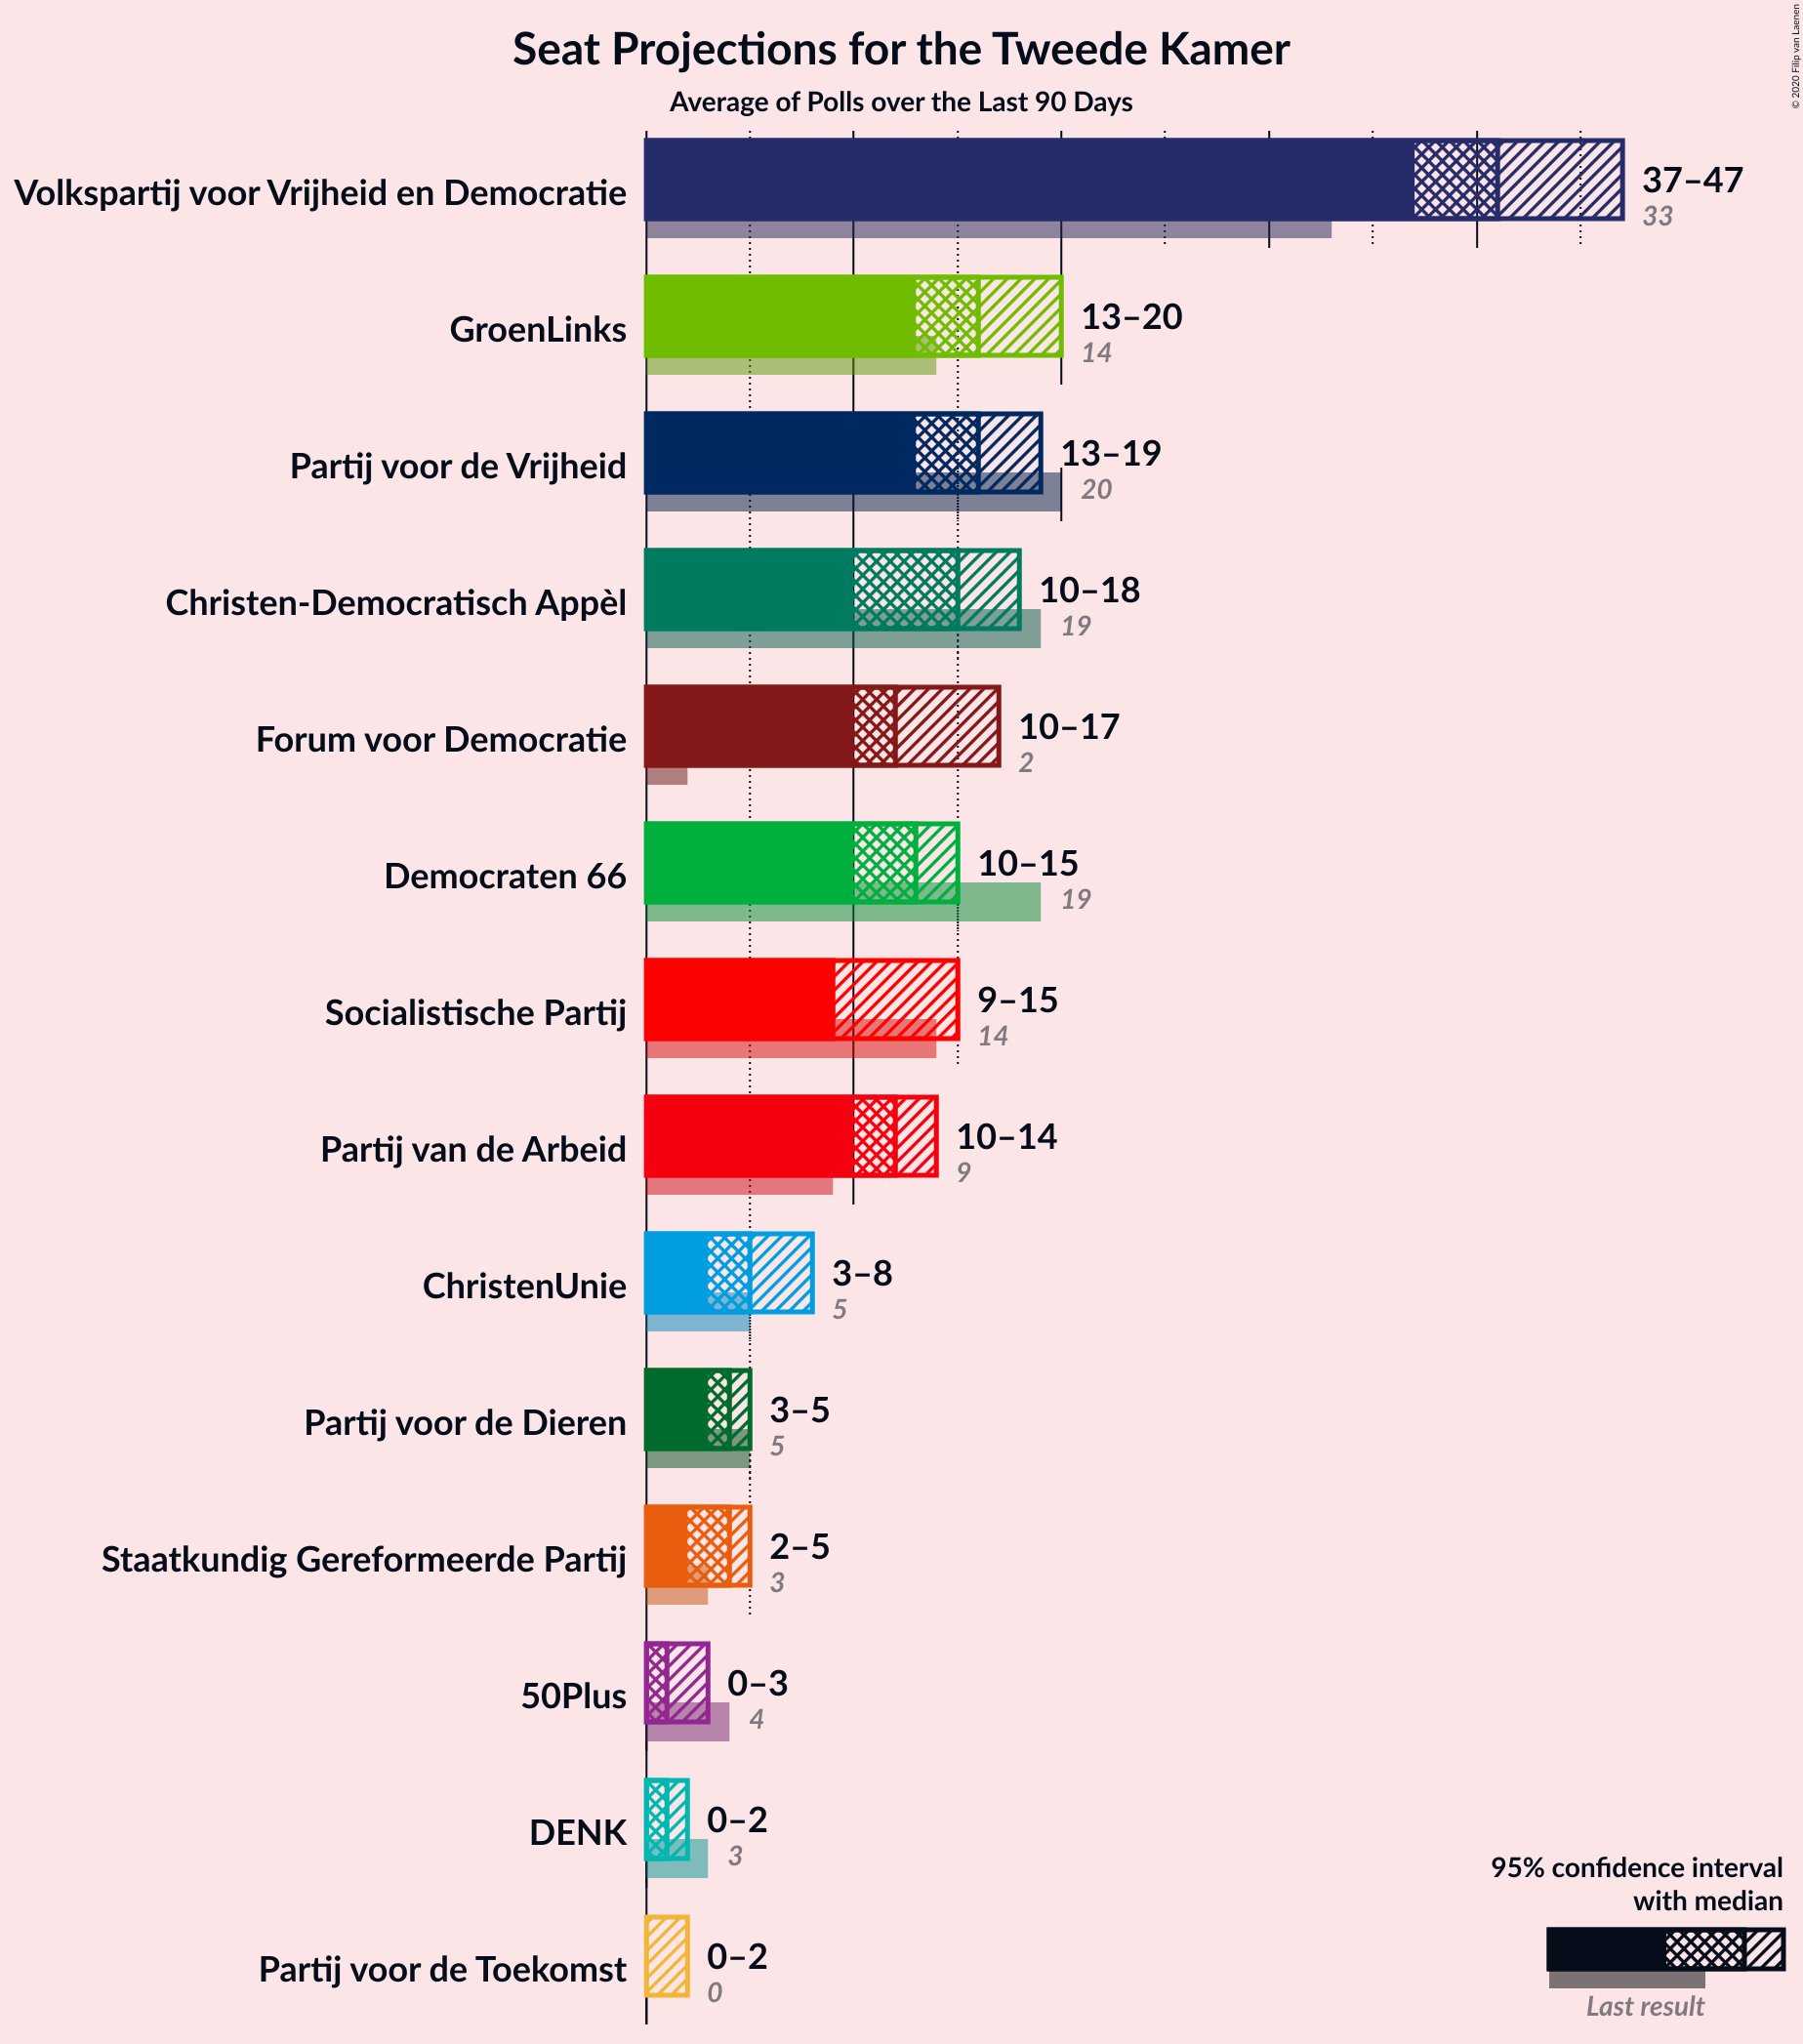 Seat Projections for the Tweede Kamer
Average of Polls over the Last 90 Days
© 2020 Filip van Laenen
Volkspartij voor Vrijheid en Democratie
37–47
33
GroenLinks
13–20
14
Partij voor de Vrijheid
13–19
20
Christen-Democratisch Appèl
10–18
19
Forum voor Democratie
10–17
2
Democraten 66
10–15
19
Socialistische Partij
9–15
14
Partij van de Arbeid
10–14
9
ChristenUnie
3–8
5
Partij voor de Dieren
3–5
5
Staatkundig Gereformeerde Partij
2–5
3
50Plus
0–3
4
DENK
0–2
3
Partij voor de Toekomst
0–2
0
95% confidence interval
with median
Last result